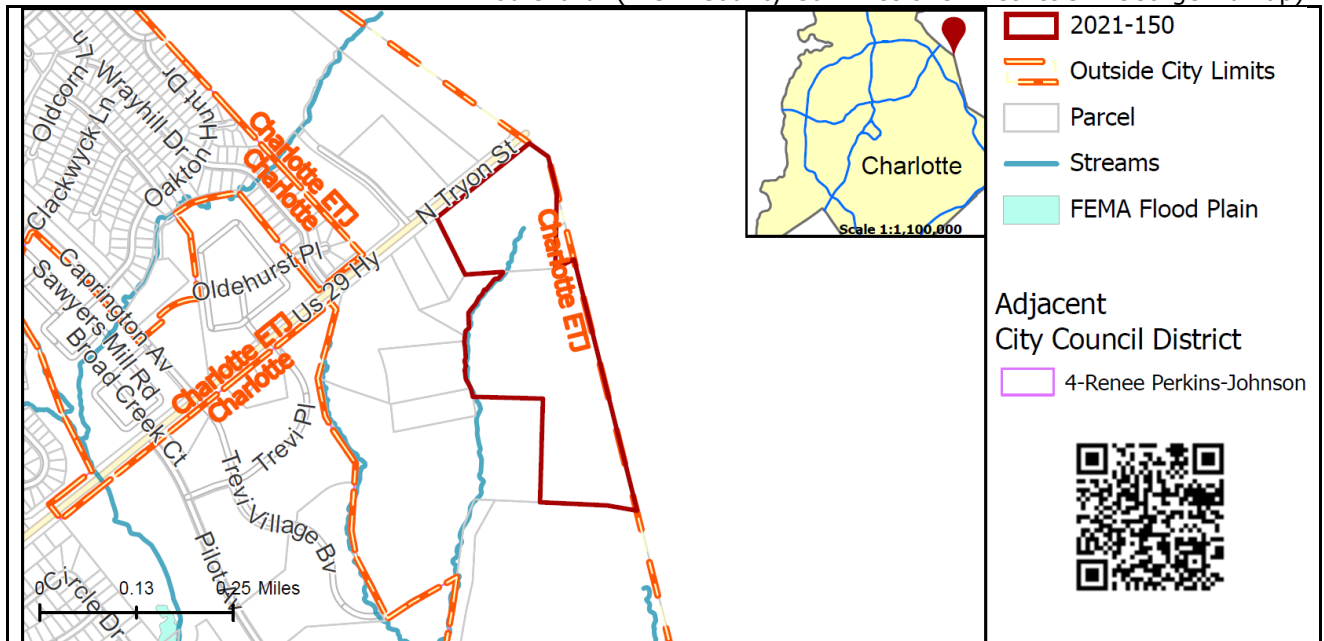 2021-150
Outside City Limits
Parcel
Streams
FEMA Flood Plain
Adjacent
City Council District
4-Renee Perkins-Johnson
Charlotte
Scale 1:1,100,000
Oldcorn Ln
Wrayhill Dr
Hunt Dr
Clackwyck Ln
Oakton
Charlotte ETJ
Charlotte
N Tryon St
Charlotte ETJ
Oldehurst Pl
Us 29 Hy
Caprington Av
Sawyers Mill Rd
Broad Creek Ct
Charlotte ETJ
Charlotte
Trevi Pl
Trevi Village Bv
Pilot Av
Circle Dr
0 0.13 0.25 Miles